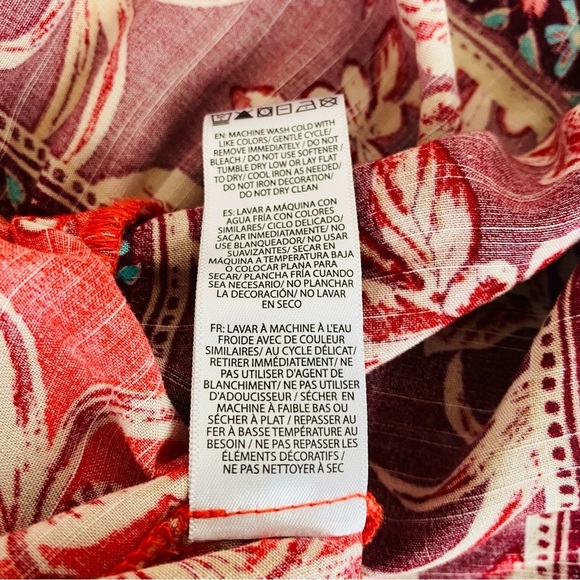 EN: MACHINE WASH COLD WITH
LIKE COLORS/ GENTLE CYCLE/
REMOVE IMMEDIATELY / DO NOT
BLEACH / DO NOT USE SOFTENER /
TUMBLE DRY LOW OR LAY FLAT
TO DRY/ COOL IRON AS NEEDED/
DO NOT IRON DECORATION/
DO NOT DRY CLEAN
ES: LAVAR A MÁQUINA CON
AGUA FRÍA CON COLORES
SIMILARES/ CICLO DELICADO/
SACAR INMEDIATAMENTE/ NO
USE BLANQUEADOR/ NO USAR
SUAVIZANTES/ SECAR EN
MÁQUINA A TEMPERATURA BAJA
O COLOCAR PLANA PARA
SECAR/ PLANCHA FRÍA CUANDO
SEA NECESARIO/ NO PLANCHAR
LA DECORACIÓN/ NO LAVAR
EN SECO
FR: LAVAR À MACHINE À L'EAU
FROIDE AVEC DE COULEUR
SIMILAIRES/ AU CYCLE DÉLICAT/
RETIRER IMMÉDIATEMENT/ NE
PAS UTILISER D'AGENT DE
BLANCHIMENT/ NE PAS UTILISER
D'ADOUCISSEUR / SÉCHER EN
MACHINE À FAIBLE BAS OU
SÉCHER À PLAT / REPASSER AU
FER À BASSE TEMPÉRATURE AU
BESOIN / NE PAS REPASSER LES
ÉLÉMENTS DÉCORATIFS /
NE PAS NETTOYER À SEC